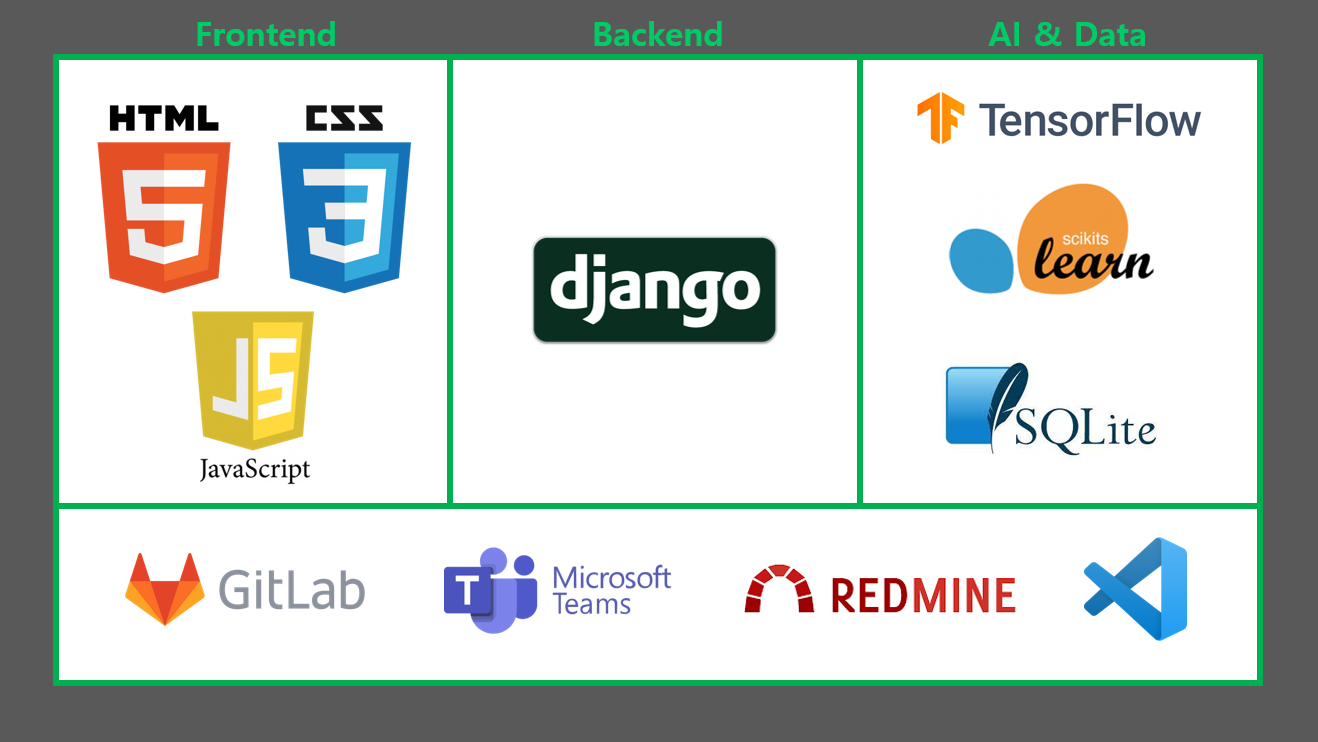 Frontend
Backend
AI & Data
HTML
5
CSS
3
JS
JavaScript
django
TF
TensorFlow
scikits
learn
SQLite
GitLab
T
Microsoft
Teams
REDMINE